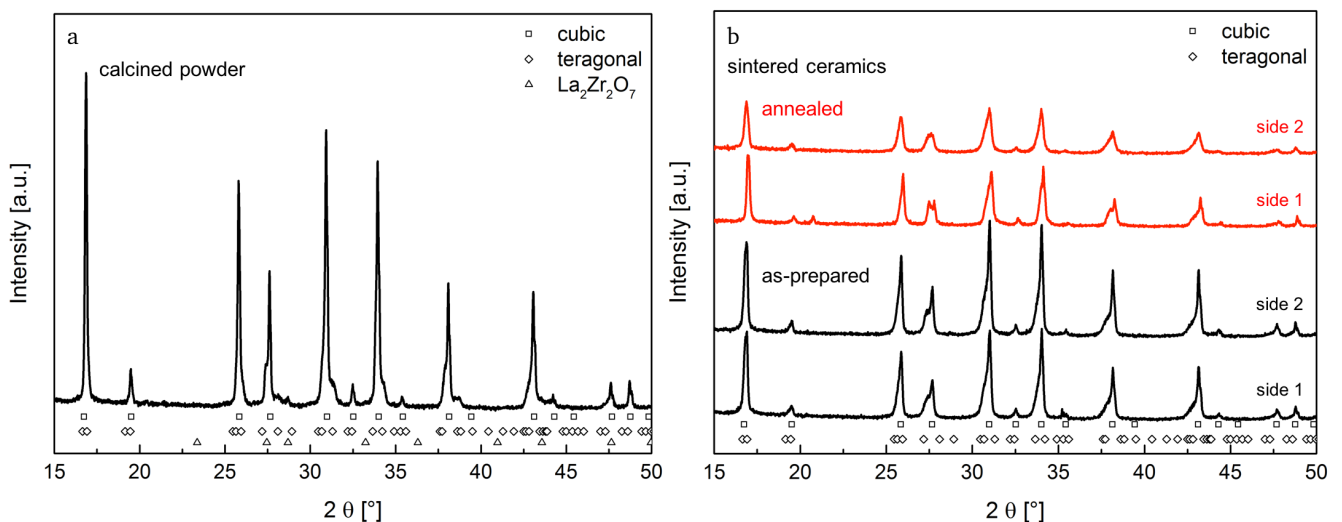 a
cubic
teragonal
La₂Zr₂O₇
calcined powder
Intensity [a.u.]
15 20 25 30 35 40 45 50
2 θ [°]
b
cubic
teragonal
sintered ceramics
annealed
side 2
side 1
as-prepared
side 2
side 1
Intensity [a.u.]
15 20 25 30 35 40 45 50
2 θ [°]